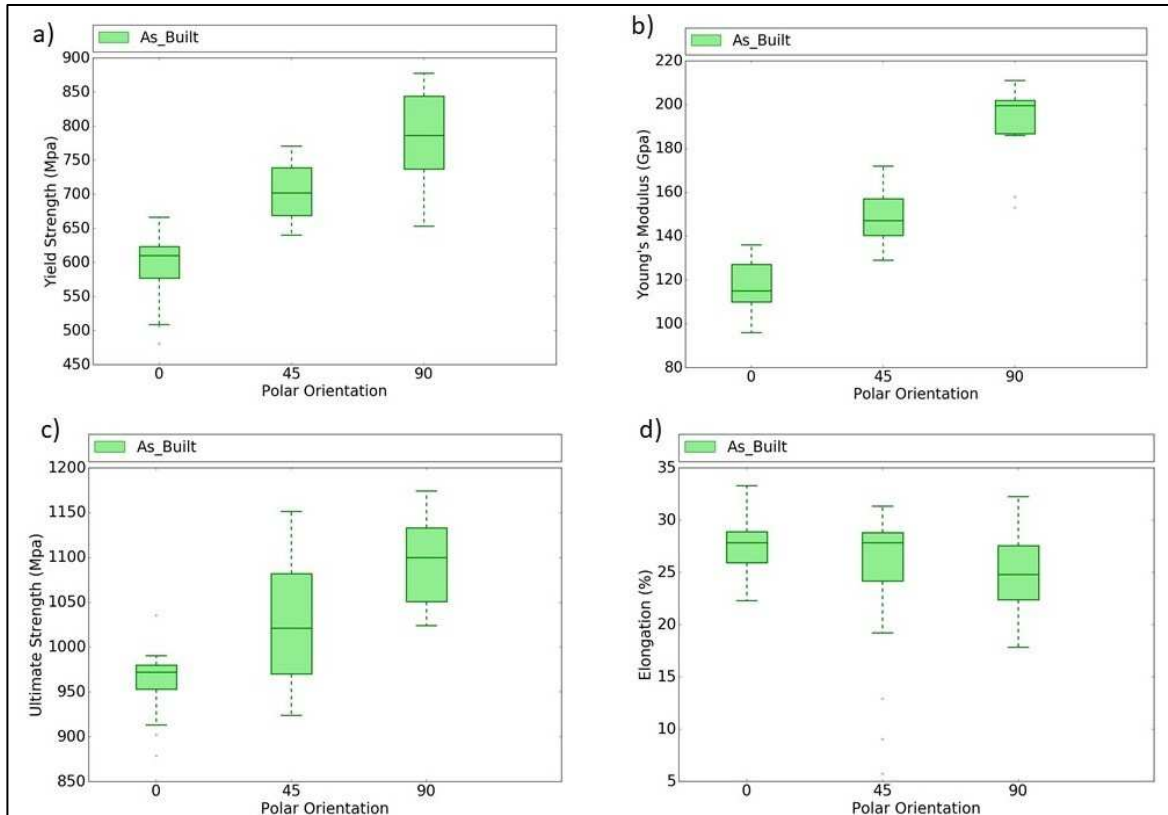 a)
As_Built
900
850
800
750
700
650
600
550
500
450
Yield Strength (Mpa)
0 45 90
Polar Orientation
b)
As_Built
220
200
180
160
140
120
100
80
Young's Modulus (Gpa)
0 45 90
Polar Orientation
c)
As_Built
1200
1150
1100
1050
1000
950
900
850
Ultimate Strength (Mpa)
0 45 90
Polar Orientation
d)
As_Built
35
30
25
20
15
10
5
Elongation (%)
0 45 90
Polar Orientation